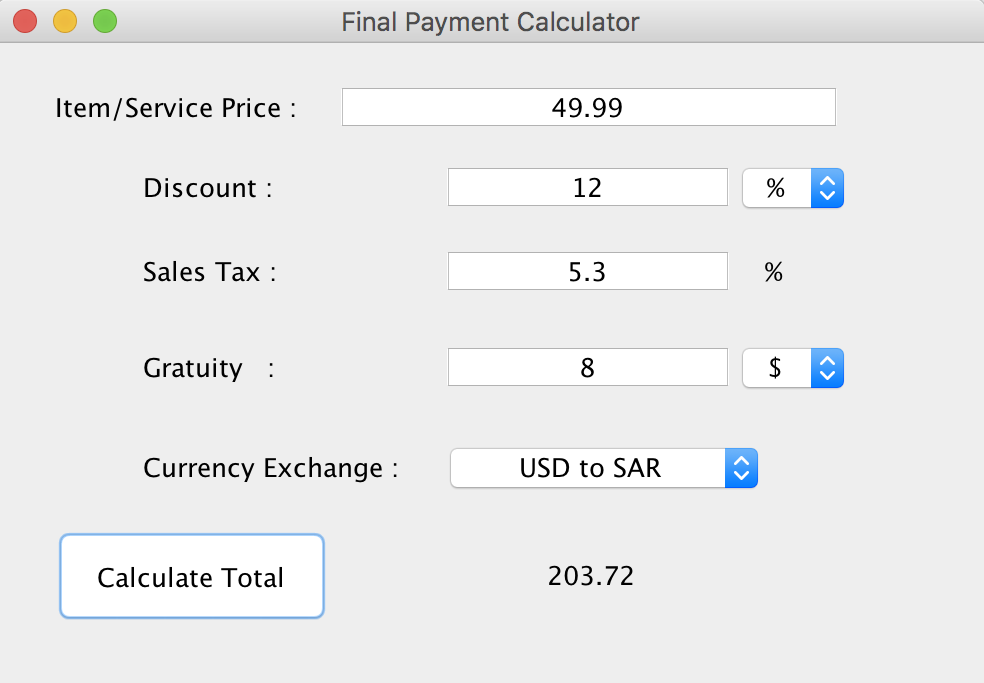 Final Payment Calculator
Item/Service Price : 49.99
Discount : 12 %
Sales Tax : 5.3 %
Gratuity : 8 $
Currency Exchange : USD to SAR
Calculate Total 203.72